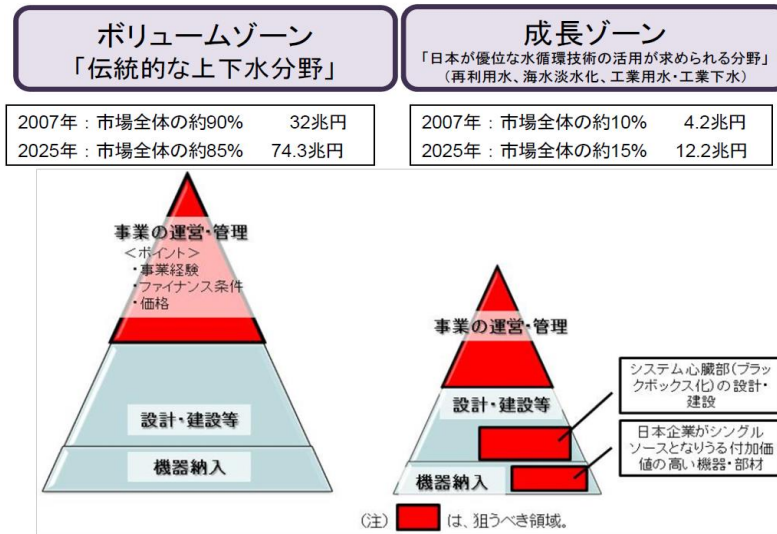 ボリュームゾーン
「伝統的な上下水分野」
成長ゾーン
「日本が優位な水循環技術の活用が求められる分野」
（再利用水、海水淡水化、工業用水・工業下水）
2007年：市場全体の約90%　32兆円
2025年：市場全体の約85%　74.3兆円
2007年：市場全体の約10%　4.2兆円
2025年：市場全体の約15%　12.2兆円
事業の運営・管理
＜ポイント＞
・事業経験
・ファイナンス条件
・価格
設計・建設等
機器納入
事業の運営・管理
設計・建設等
機器納入
システム心臓部（ブラッ
クボックス化）の設計・
建設
日本企業がシングル
ソースとなりうる付加価
値の高い機器・部材
（注）　は、狙うべき領域。